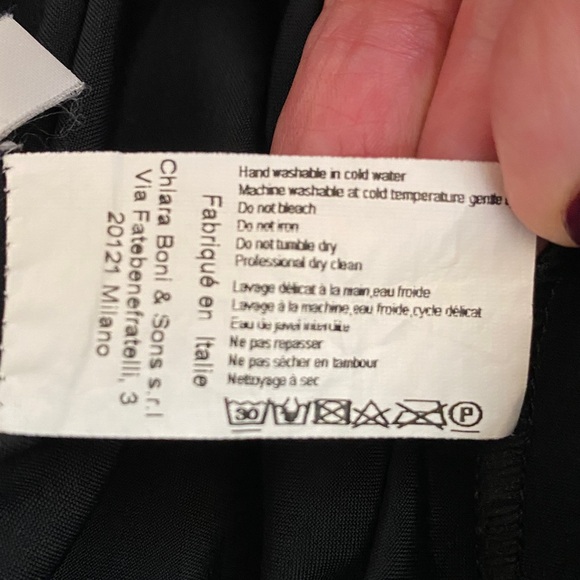 Hand washable in cold water
Machine washable at cold temperature gentle
Do not bleach
Do not iron
Do not tumble dry
Professional dry clean
Lavage délicat à la main,eau froide
Lavage à la machine,eau froide,cycle délicat
Eau de javel interdite
Ne pas repasser
Ne pas sécher en tambour
Nettoyage à sec
30
P
Fabriqué en Italie
Chiara Boni & Sons s.r.l
Via Fatebenefratelli, 3
20121 Milano